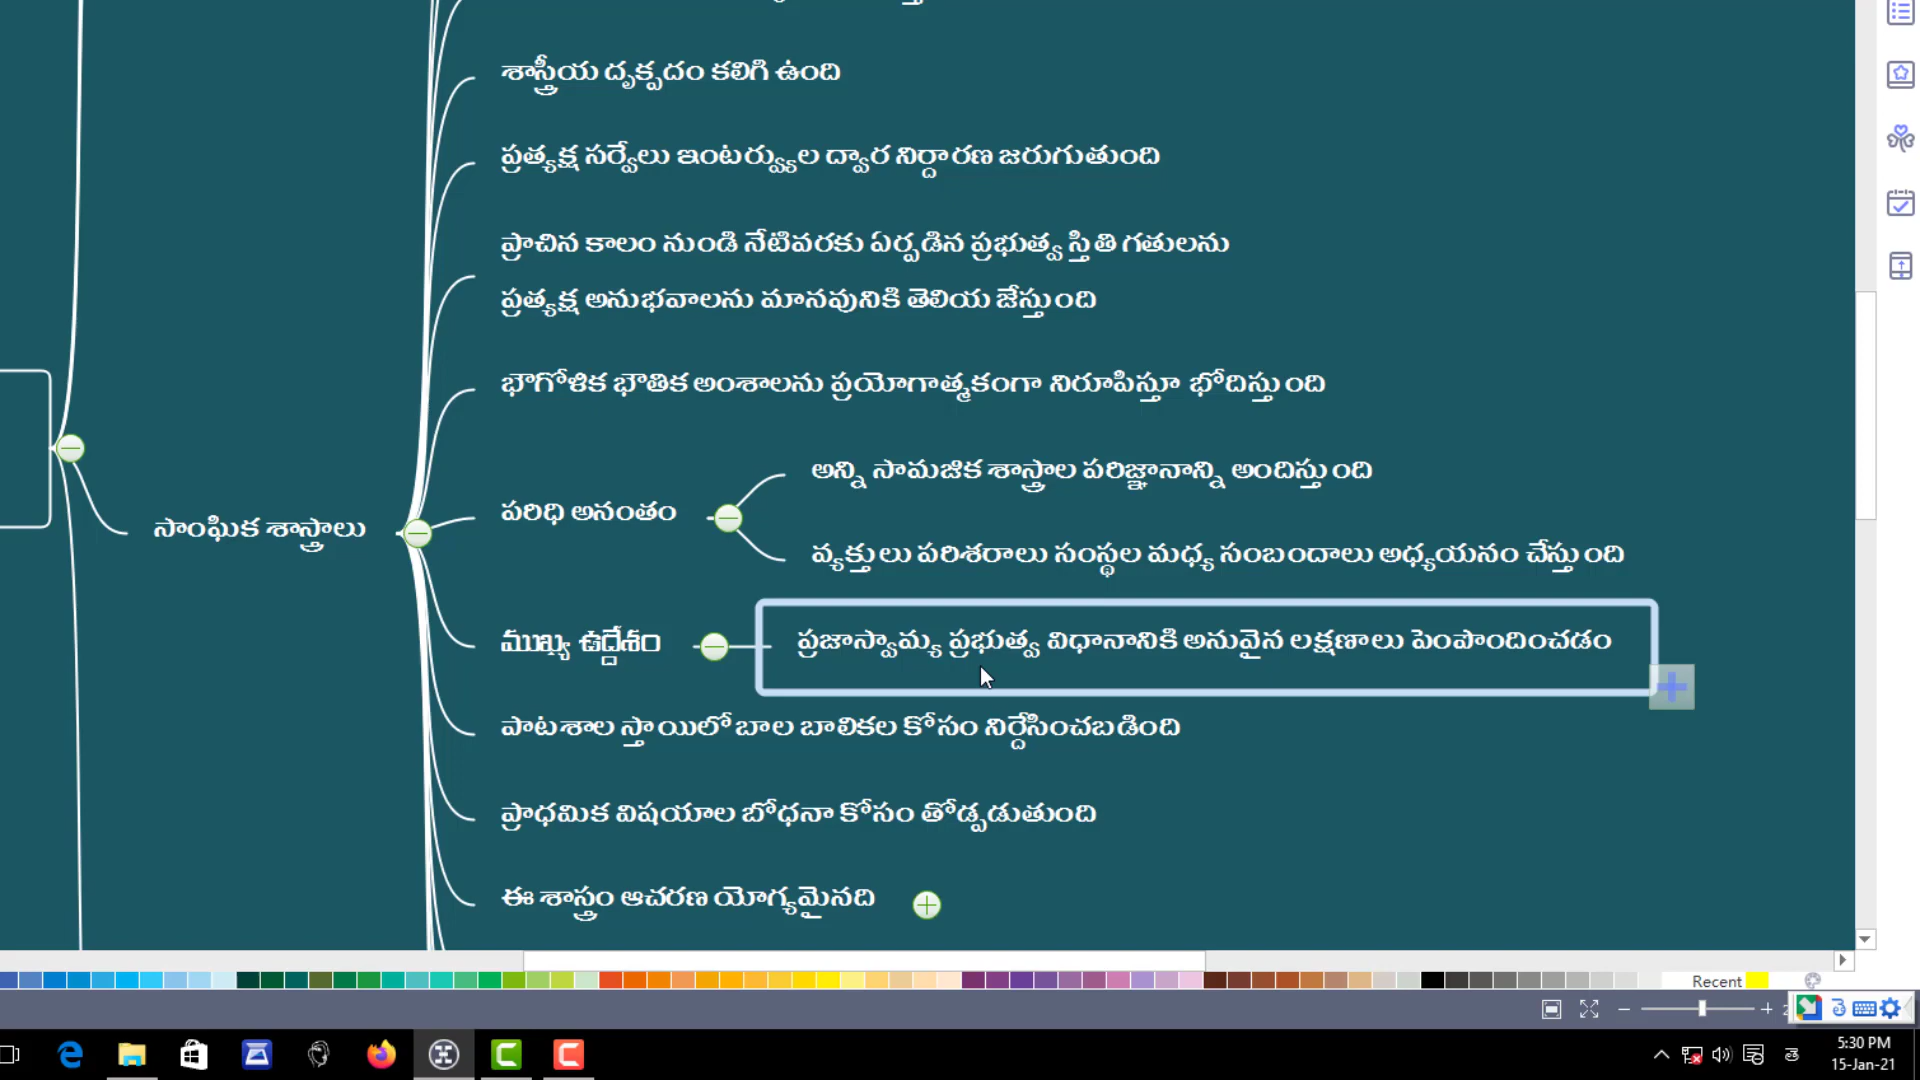 శాస్త్రీయ దృక్పదం కలిగి ఉంది
ప్రత్యక్ష సర్వేలు ఇంటర్వ్యుల ద్వార నిర్దారణ జరుగుతుంది
ప్రాచిన కాలం నుండి నేటివరకు ఏర్పడిన ప్రభుత్వ స్తితి గతులను
ప్రత్యక్ష అనుభవాలను మానవునికి తెలియ జేస్తుంది
భౌగోళిక భౌతిక అంశాలను ప్రయోగాత్మకంగా నిరూపిస్తూ భోదిస్తుంది
అన్ని సామజిక శాస్త్రాల పరిజ్ఞానాన్ని అందిస్తుంది
పరిధి అనంతం
సాంఘిక శాస్త్రాలు
వ్యక్తులు పరిశరాలు సంస్థల మధ్య సంబందాలు అధ్యయనం చేస్తుంది
ముఖ్య ఉద్దేశం
ప్రజాస్వామ్య ప్రభుత్వ విధానానికి అనువైన లక్షణాలు పెంపొందించడం
పాటశాల స్తాయిలో బాల బాలికల కోసం నిర్దేసించబడింది
ప్రాధమిక విషయాల బోధనా కోసం తోడ్పడుతుంది
ఈ శాస్త్రం ఆచరణ యోగ్యమైనది
Recent
తె
5:30 PM
15-Jan-21